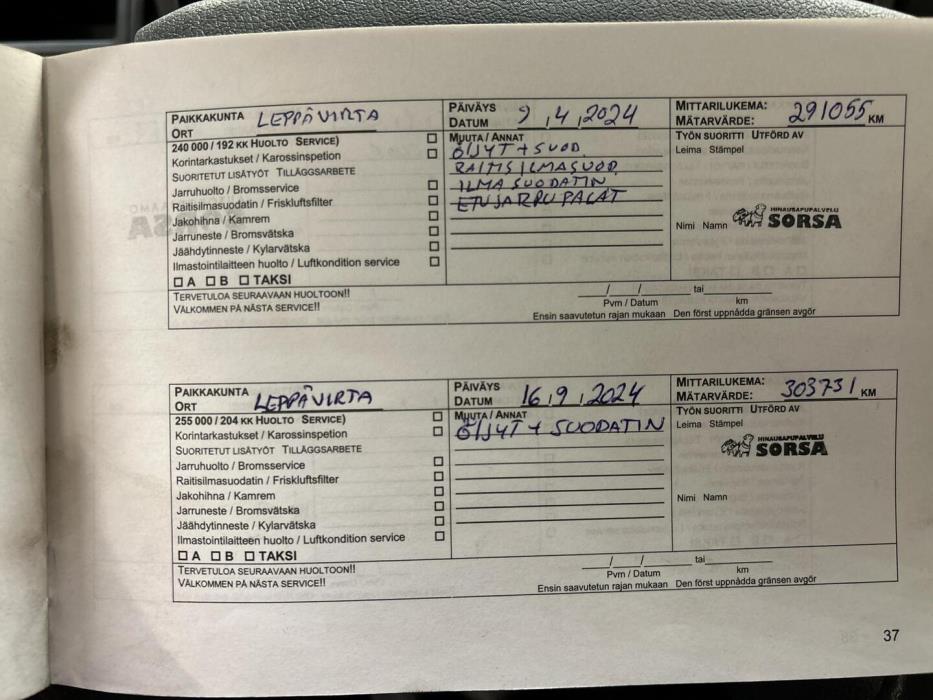 PAIKKAKUNTA LEPPÄVIRTA
ORT
PÄIVÄYS
DATUM 9.4.2024
MITTARILUKEMA:
MÄTARVÄRDE: 291055 KM
240 000 / 192 KK HUOLTO SERVICE)
Korintarkastukset / Karossinspetion
SUORITETUT LISÄTYÖT TILLÄGGSARBETE
Jarruhuolto / Bromsservice
Raitisilmasuodatin / Friskluftsfilter
Jakohihna / Kamrem
Jarruneste / Bromsvätska
Jäähdytinneste / Kylarvätska
Ilmastointilaitteen huolto / Luftkondition service
A B TAKSI
MUUTA / ANNAT
ÖLJYT + SUOD.
RAITIS ILMASUOD.
ILMA SUODATIN
ETUJARRUPALAT
TYÖN SUORITTI UTFÖRD AV
Leima Stämpel
Nimi Namn
HINAUSAPUPALVELU
SORSA
TERVETULOA SEURAAVAAN HUOLTOON!!
VÄLKOMMEN PÅ NÄSTA SERVICE!!
/ / tai
Pvm / Datum km
Ensin saavutetun rajan mukaan Den först uppnådda gränsen avgör
PAIKKAKUNTA
ORT LEPPÄVIRTA
PÄIVÄYS
DATUM 16.9.2024
MITTARILUKEMA:
MÄTARVÄRDE: 303731 KM
255 000 / 204 KK HUOLTO SERVICE)
Korintarkastukset / Karossinspetion
SUORITETUT LISÄTYÖT TILLÄGGSARBETE
Jarruhuolto / Bromsservice
Raitisilmasuodatin / Friskluftsfilter
Jakohihna / Kamrem
Jarruneste / Bromsvätska
Jäähdytinneste / Kylarvätska
Ilmastointilaitteen huolto / Luftkondition service
A B TAKSI
MUUTA / ANNAT
ÖLJYT + SUODATIN
TYÖN SUORITTI UTFÖRD AV
Leima Stämpel
HINAUSAPUPALVELU
SORSA
Nimi Namn
TERVETULOA SEURAAVAAN HUOLTOON!!
VÄLKOMMEN PÅ NÄSTA SERVICE!!
/ / tai
Pvm / Datum km
Ensin saavutetun rajan mukaan Den först uppnådda gränsen avgör
37